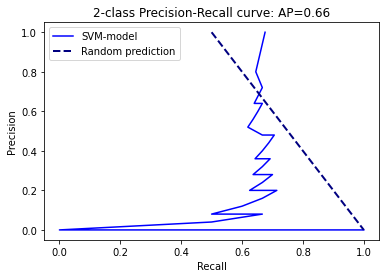 2-class Precision-Recall curve: AP=0.66
SVM-model
Random prediction
Precision
1.0
0.8
0.6
0.4
0.2
0.0
0.0 0.2 0.4 0.6 0.8 1.0
Recall